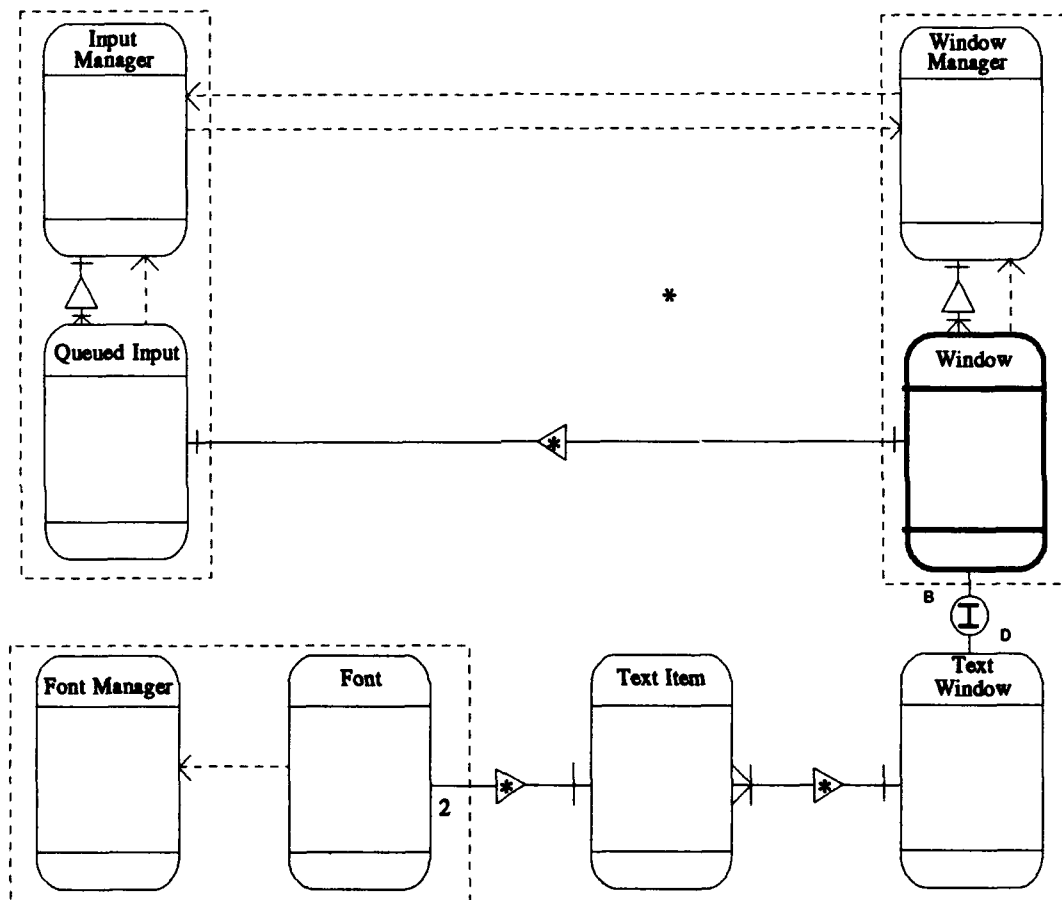 Input
Manager
Window
Manager
*
Queued Input
Window
*
B
I
D
Font Manager
Font
Text Item
Text
Window
*
*
2